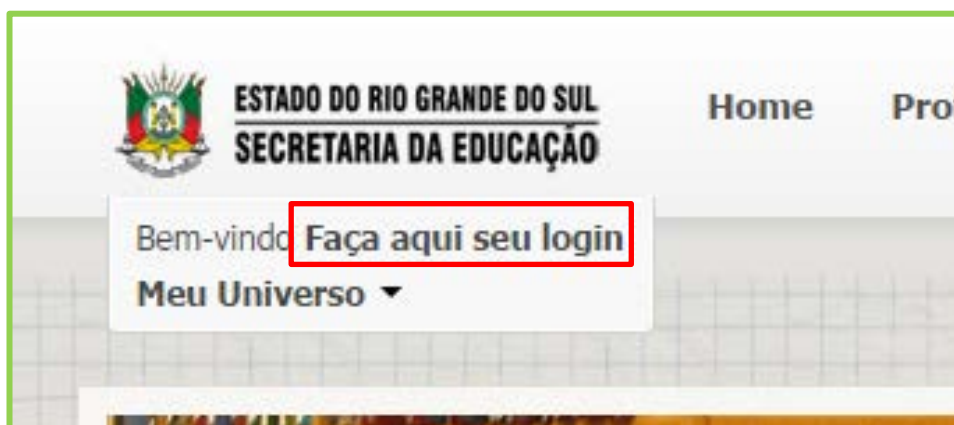 ESTADO DO RIO GRANDE DO SUL
SECRETARIA DA EDUCAÇÃO
Home
Bem-vindo Faça aqui seu login
Meu Universo